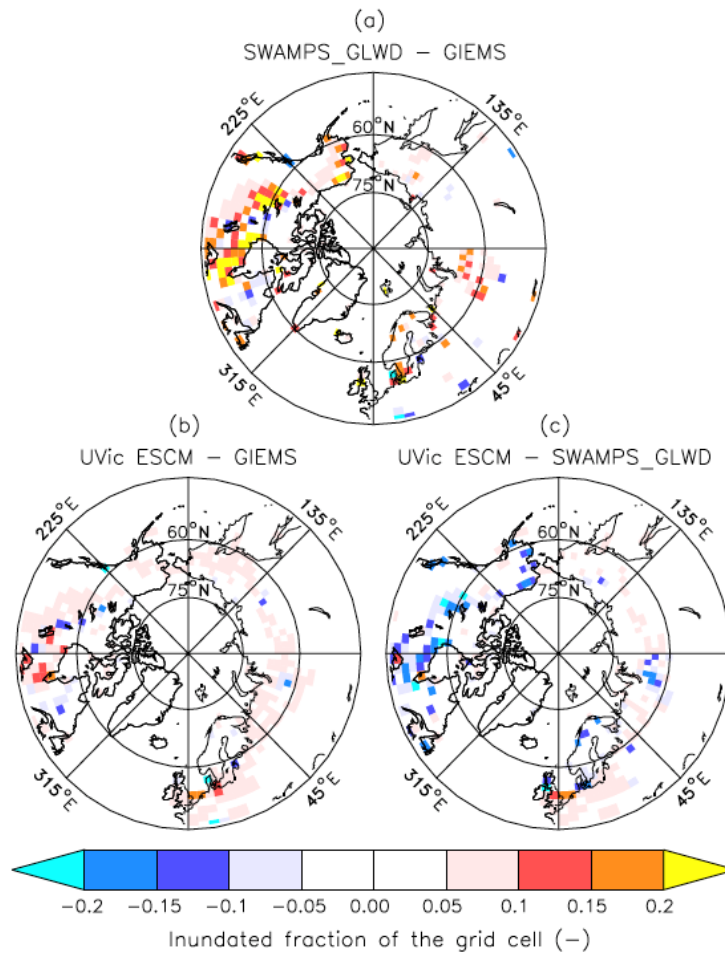 (a)
SWAMPS_GLWD − GIEMS
225°E
135°E
60°N
75°N
315°E
45°E
(b)
UVic ESCM − GIEMS
(c)
UVic ESCM − SWAMPS_GLWD
225°E
135°E
60°N
75°N
315°E
45°E
225°E
135°E
60°N
75°N
315°E
45°E
−0.2 −0.15 −0.1 −0.05 0.00 0.05 0.1 0.15 0.2
Inundated fraction of the grid cell (−)